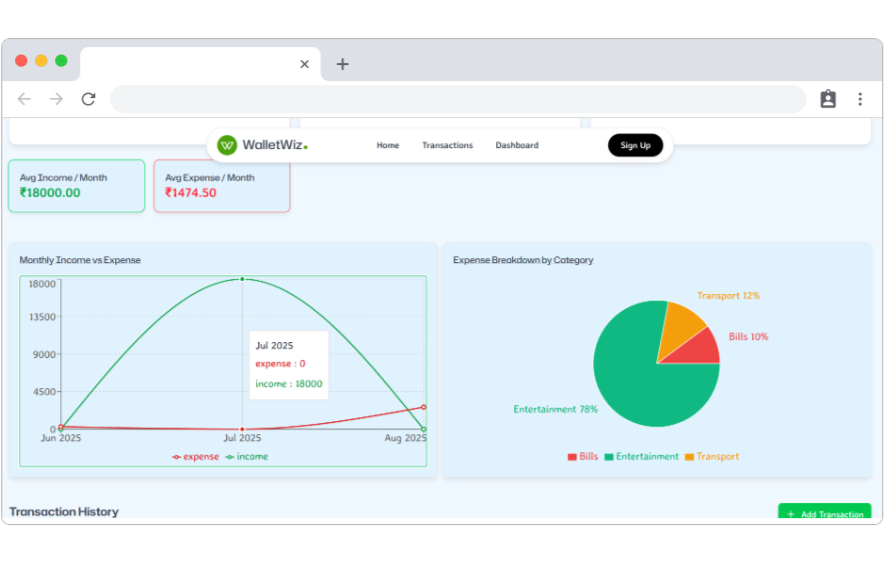 WalletWiz.
Home
Transactions
Dashboard
Sign Up
Avg Income / Month
₹18000.00
Avg Expense / Month
₹1474.50
Monthly Income vs Expense
18000
13500
9000
4500
0
Jun 2025
Jul 2025
Aug 2025
Jul 2025
expense : 0
income : 18000
expense income
Expense Breakdown by Category
Transport 12%
Bills 10%
Entertainment 78%
Bills Entertainment Transport
Transaction History
+ Add Transaction